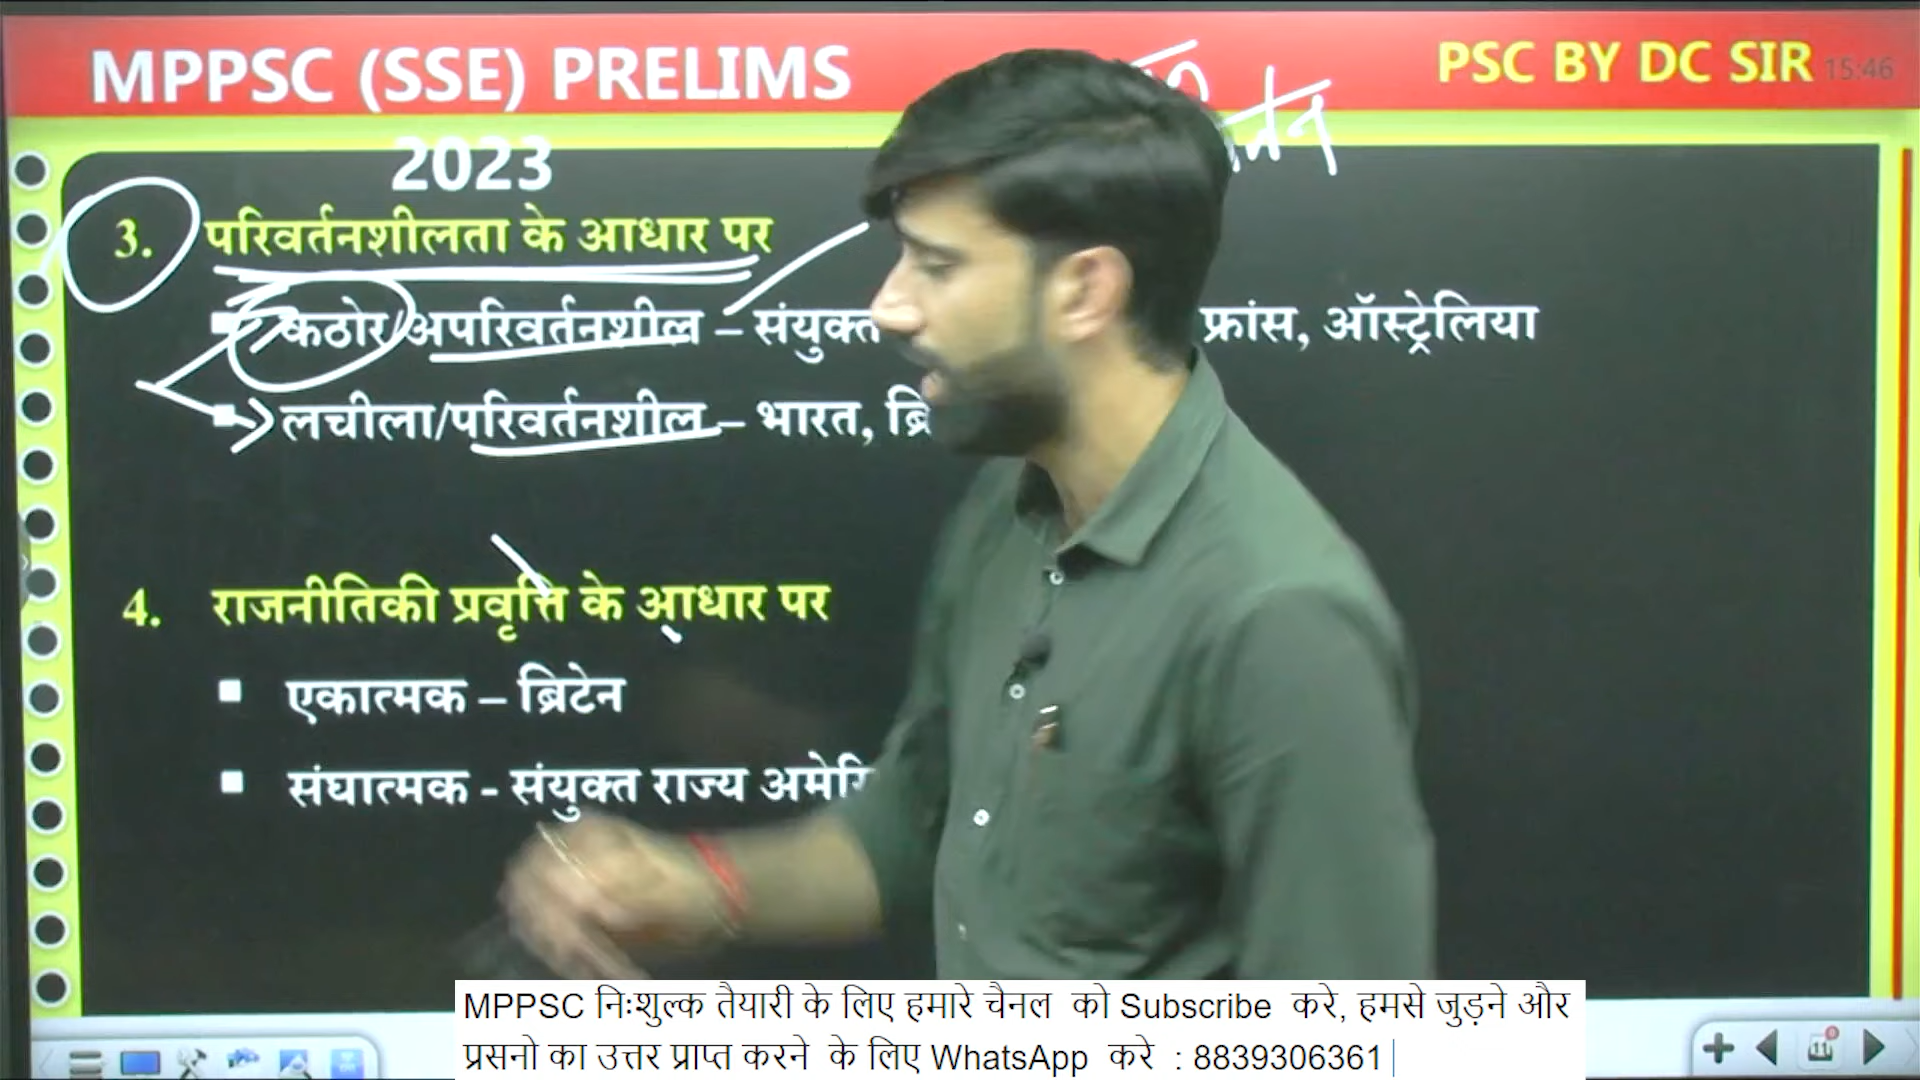 MPPSC (SSE) PRELIMS
PSC BY DC SIR 15:46
2023
3. परिवर्तनशीलता के आधार पर
कठोर/अपरिवर्तनशील – संयुक्त फ्रांस, ऑस्ट्रेलिया
लचीला/परिवर्तनशील – भारत,
4. राजनीतिकी प्रवृत्ति के आधार पर
एकात्मक – ब्रिटेन
संघात्मक - संयुक्त राज्य
MPPSC निःशुल्क तैयारी के लिए हमारे चैनल को Subscribe करे, हमसे जुड़ने और
प्रसनो का उत्तर प्राप्त करने के लिए WhatsApp करे : 8839306361
11